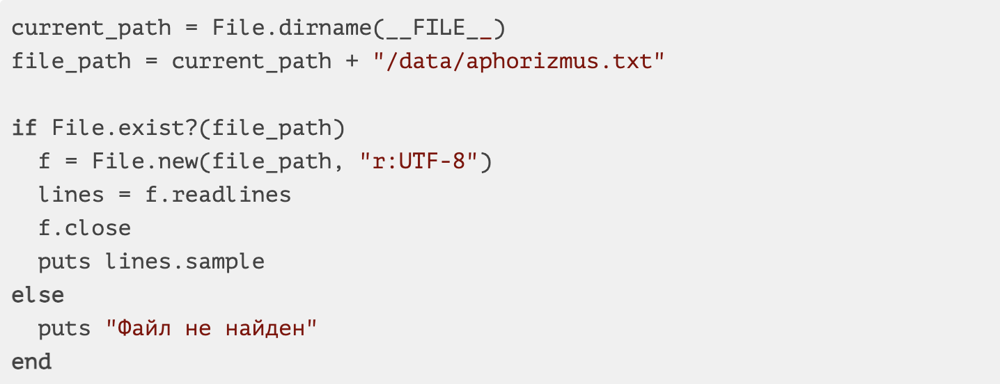 current_path = File.dirname(__FILE__)
file_path = current_path + "/data/aphorizmus.txt"

if File.exist?(file_path)
  f = File.new(file_path, "r:UTF-8")
  lines = f.readlines
  f.close
  puts lines.sample
else
  puts "Файл не найден"
end